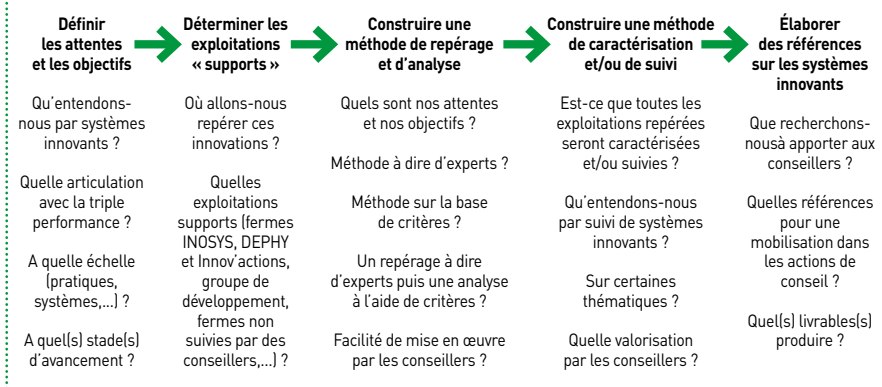 Définir
les attentes
et les objectifs
Qu'entendons-
nous par systèmes
innovants ?
Quelle articulation
avec la triple
performance ?
A quelle échelle
(pratiques,
systèmes,...) ?
A quel(s) stade(s)
d'avancement ?
Déterminer les
exploitations
« supports »
Où allons-nous
repérer ces
innovations ?
Quelles
exploitations
supports (fermes
INOSYS, DEPHY
et Innov'actions,
groupe de
développement,
fermes non
suivies par des
conseillers,...) ?
Construire une
méthode de repérage
et d'analyse
Quels sont nos attentes
et nos objectifs ?
Méthode à dire d'experts ?
Méthode sur la base
de critères ?
Un repérage à dire
d'experts puis une analyse
à l'aide de critères ?
Facilité de mise en œuvre
par les conseillers ?
Construire une méthode
de caractérisation
et/ou de suivi
Est-ce que toutes les
exploitations repérées
seront caractérisées
et/ou suivies ?
Qu'entendons-nous
par suivi de systèmes
innovants ?
Sur certaines
thématiques ?
Quelle valorisation
par les conseillers ?
Élaborer
des références
sur les systèmes
innovants
Que recherchons-
nousà apporter aux
conseillers ?
Quelles références
pour une
mobilisation dans
les actions de
conseil ?
Quel(s) livrables(s)
produire ?